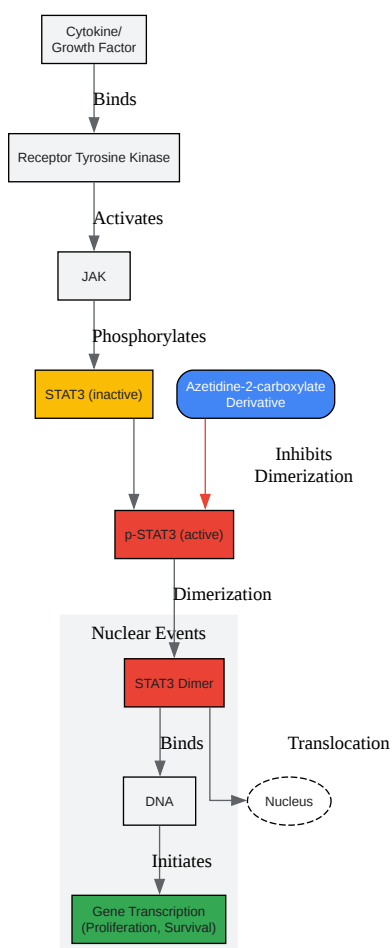 Cytokine/
Growth Factor
Binds
Receptor Tyrosine Kinase
Activates
JAK
Phosphorylates
STAT3 (inactive)
Azetidine-2-carboxylate
Derivative
Inhibits
Dimerization
p-STAT3 (active)
Dimerization
Nuclear Events
STAT3 Dimer
Binds
Translocation
DNA
Nucleus
Initiates
Gene Transcription
(Proliferation, Survival)